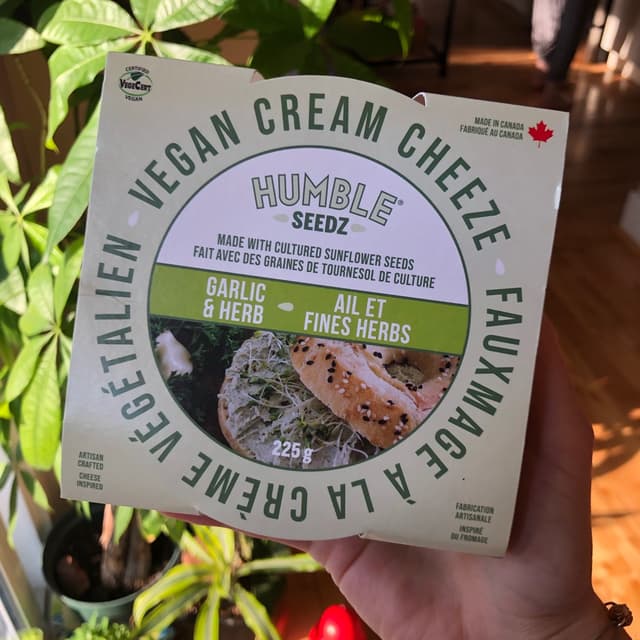 CERTIFIED
VEGECERT
VEGAN
MADE IN CANADA
FABRIQUÉ AU CANADA
VEGAN CREAM CHEEZE
HUMBLE®
SEEDZ
MADE WITH CULTURED SUNFLOWER SEEDS
FAIT AVEC DES GRAINES DE TOURNESOL DE CULTURE
GARLIC
& HERB
AIL ET
FINES HERBS
225 g
FAUXMAGE À LA CRÈME VÉGÉTALIEN
ARTISAN
CRAFTED
CHEESE
INSPIRED
FABRICATION
ARTISANALE
INSPIRÉ
DU FROMAGE